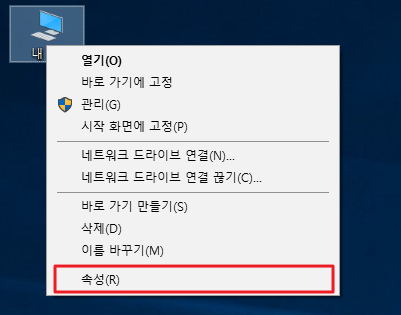 내
열기(O)
바로 가기에 고정
관리(G)
시작 화면에 고정(P)
네트워크 드라이브 연결(N)...
네트워크 드라이브 연결 끊기(C)...
바로 가기 만들기(S)
삭제(D)
이름 바꾸기(M)
속성(R)